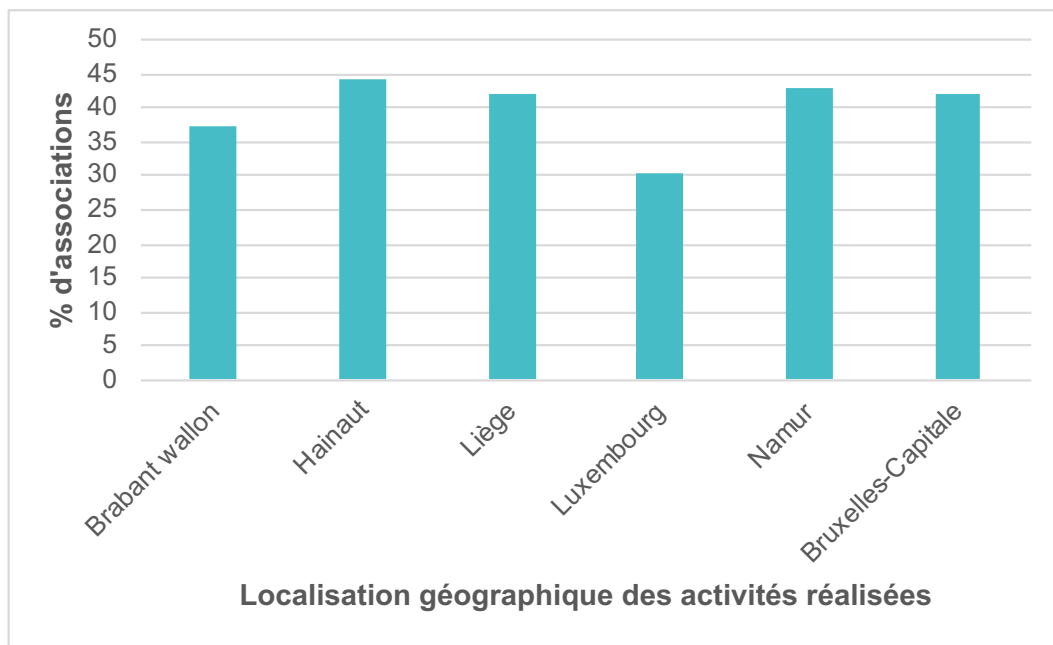 50
45
40
35
30
25
20
15
10
5
0
% d'associations
Brabant wallon
Hainaut
Liège
Luxembourg
Namur
Bruxelles-Capitale
Localisation géographique des activités réalisées